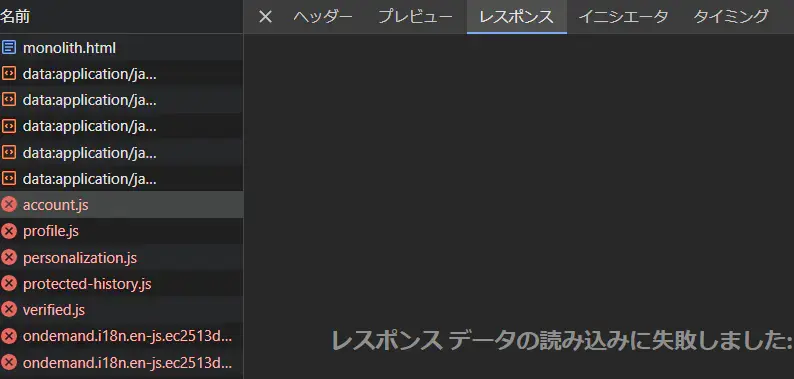 名前
ヘッダー プレビュー レスポンス イニシエータ タイミング
monolith.html
data:application/ja...
data:application/ja...
data:application/ja...
data:application/ja...
data:application/ja...
account.js
profile.js
personalization.js
protected-history.js
verified.js
ondemand.i18n.en-js.ec2513d...
ondemand.i18n.en-js.ec2513d...
レスポンス データの読み込みに失敗しました: